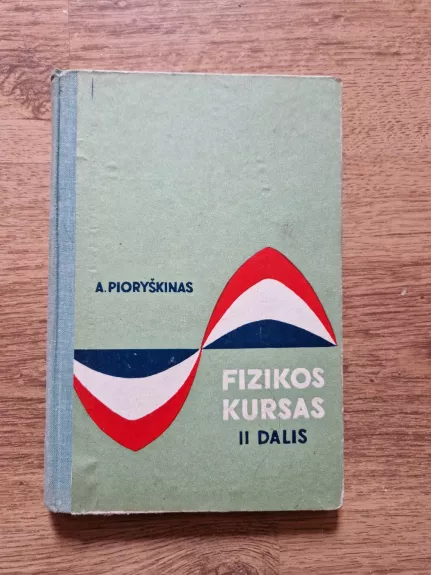 A. PIORYŠKINAS
FIZIKOS
KURSAS
II DALIS